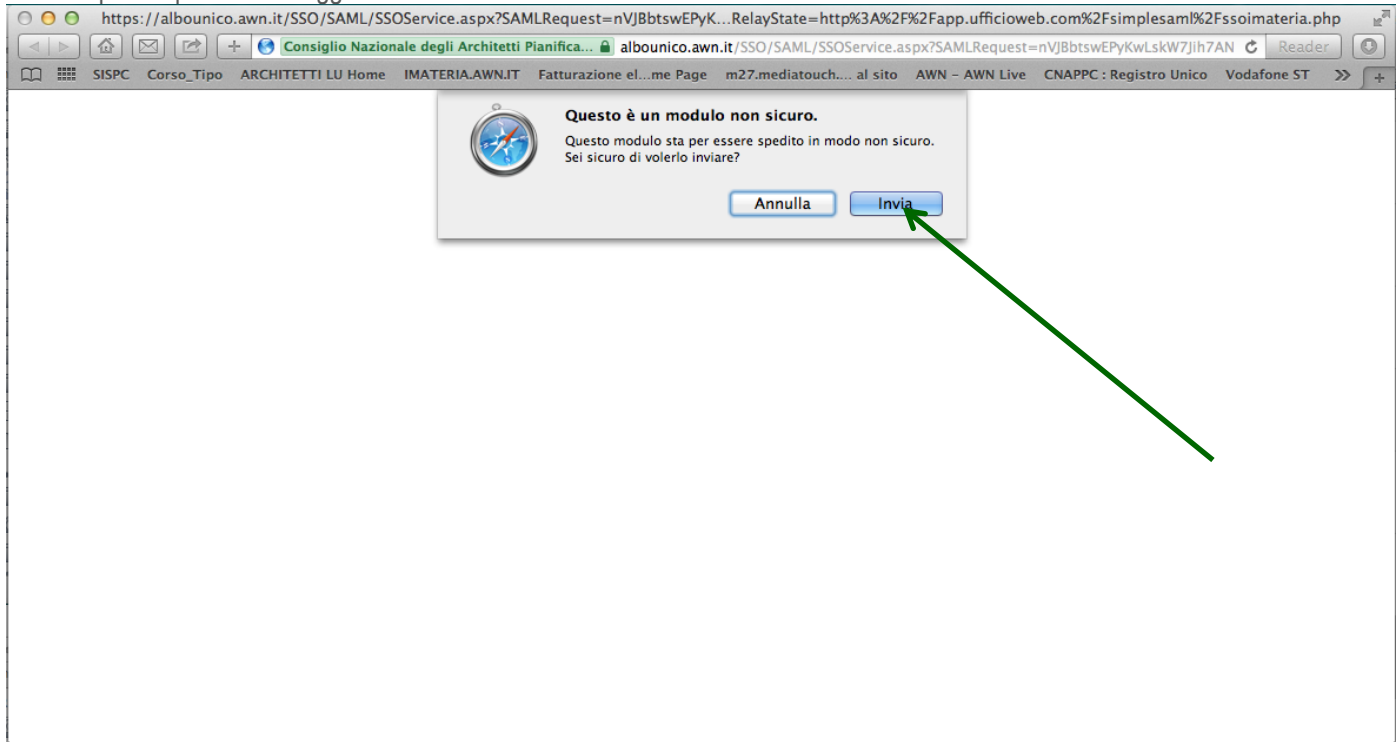 https://albounico.awn.it/SSO/SAML/SSOService.aspx?SAMLRequest=nVJBbtswEPyK...RelayState=http%3A%2F%2Fapp.ufficioweb.com%2Fsimplesaml%2Fssoimateria.php
Consiglio Nazionale degli Architetti Pianifica... albounico.awn.it/SSO/SAML/SSOService.aspx?SAMLRequest=nVJBbtswEPyKwLskW7Jih7AN Reader
SISPC Corso_Tipo ARCHITETTI LU Home IMATERIA.AWN.IT Fatturazione el...me Page m27.mediatouch.... al sito AWN – AWN Live CNAPPC : Registro Unico Vodafone ST
Questo è un modulo non sicuro.
Questo modulo sta per essere spedito in modo non sicuro.
Sei sicuro di volerlo inviare?
Annulla Invia